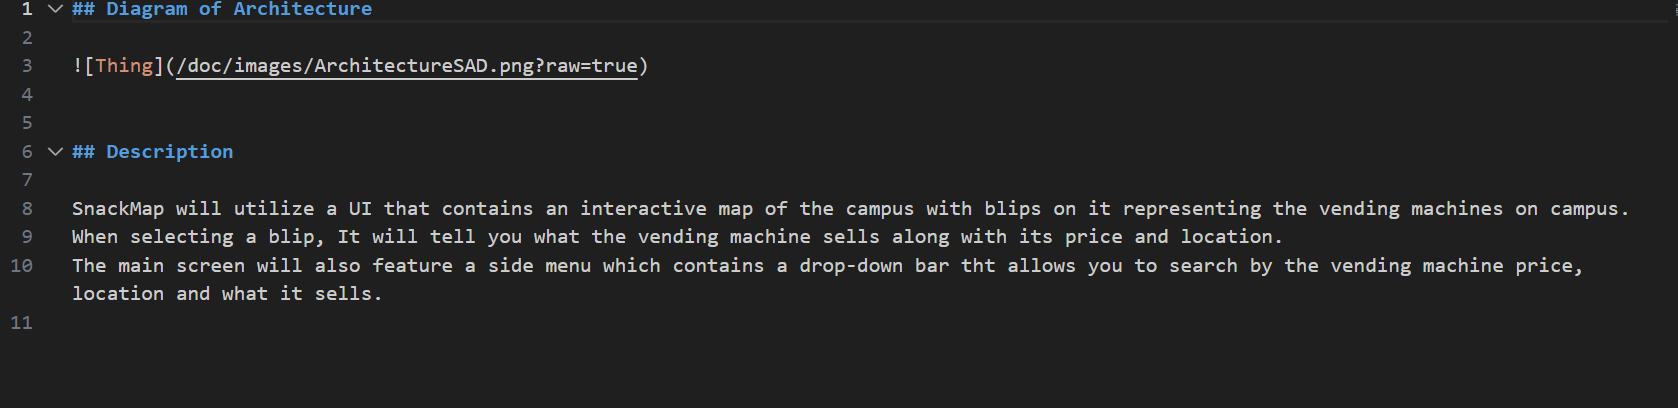 1 ## Diagram of Architecture
2
3 ![Thing](/doc/images/ArchitectureSAD.png?raw=true)
4
5
6 ## Description
7
8 SnackMap will utilize a UI that contains an interactive map of the campus with blips on it representing the vending machines on campus.
9 When selecting a blip, It will tell you what the vending machine sells along with its price and location.
10 The main screen will also feature a side menu which contains a drop-down bar tht allows you to search by the vending machine price,
location and what it sells.
11